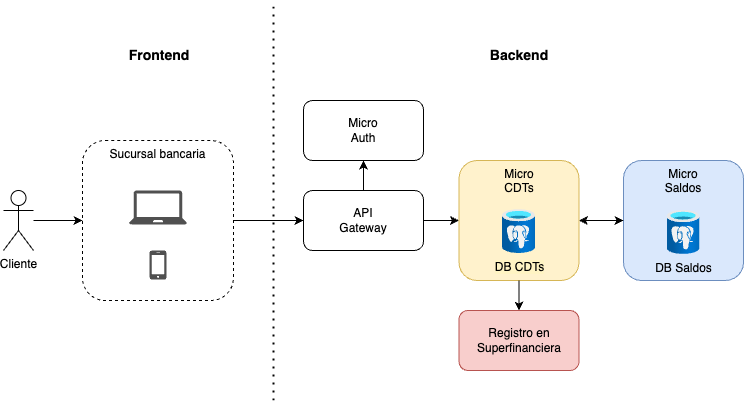 Frontend
Backend
Cliente
Sucursal bancaria
Micro
Auth
API
Gateway
Micro
CDTs
DB CDTs
Micro
Saldos
DB Saldos
Registro en
Superfinanciera